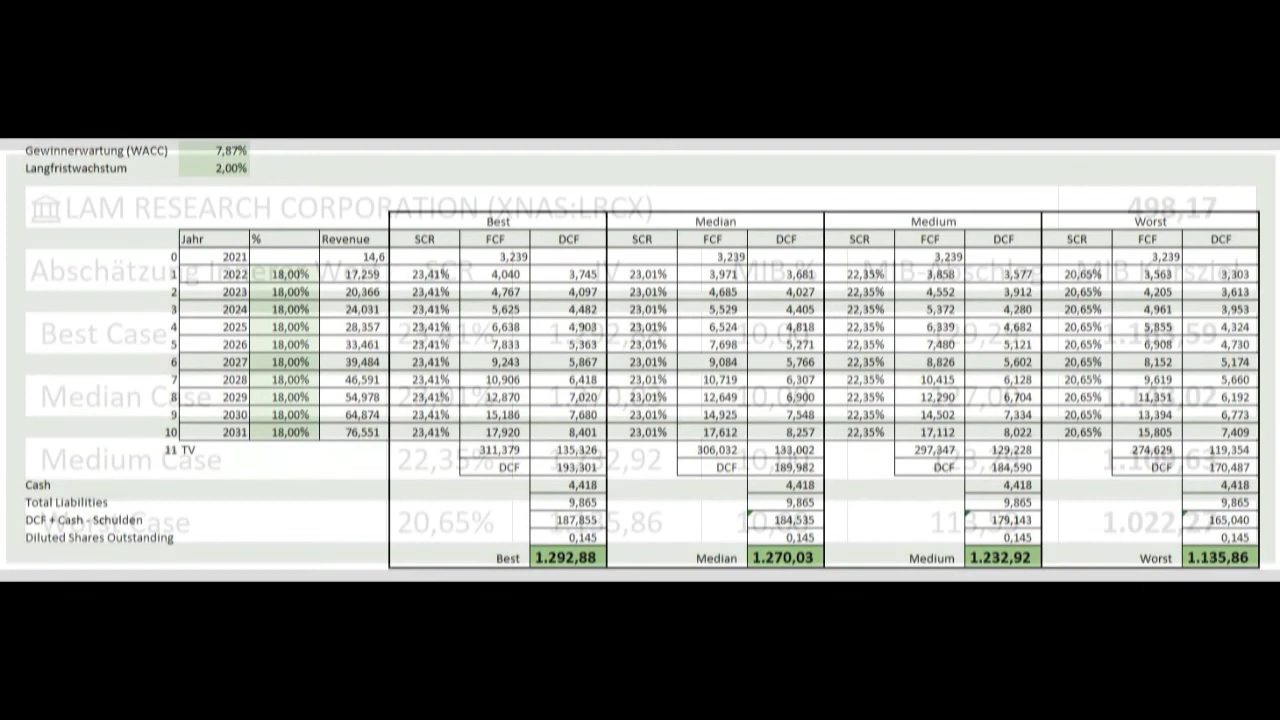 Gewinnerwartung (WACC) 7,87%
Langfristwachstum 2,00%
LAM RESEARCH CORPORATION (XNAS:LRCX) 498,17
Best Median Medium Worst
Jahr % Revenue SCR FCF DCF SCR FCF DCF SCR FCF DCF SCR FCF DCF
0 2021 14,6 3,239 3,239 3,239 3,239
1 2022 18,00% 17,259 23,41% 4,040 3,745 23,01% 3,971 3,681 22,35% 3,858 3,577 20,65% 3,563 3,303
2 2023 18,00% 20,366 23,41% 4,767 4,097 23,01% 4,685 4,027 22,35% 4,552 3,912 20,65% 4,205 3,613
3 2024 18,00% 24,031 23,41% 5,625 4,482 23,01% 5,529 4,405 22,35% 5,372 4,280 20,65% 4,961 3,953
Best Case
4 2025 18,00% 28,357 23,41% 6,638 4,903 23,01% 6,524 4,818 22,35% 6,339 4,682 20,65% 5,855 4,324
5 2026 18,00% 33,461 23,41% 7,833 5,363 23,01% 7,698 5,271 22,35% 7,480 5,121 20,65% 6,908 4,730
6 2027 18,00% 39,484 23,41% 9,243 5,867 23,01% 9,084 5,766 22,35% 8,826 5,602 20,65% 8,152 5,174
7 2028 18,00% 46,591 23,41% 10,906 6,418 23,01% 10,719 6,307 22,35% 10,415 6,128 20,65% 9,619 5,660
Median Case
8 2029 18,00% 54,978 23,41% 12,870 7,020 23,01% 12,649 6,900 22,35% 12,290 6,704 20,65% 11,351 6,192
9 2030 18,00% 64,874 23,41% 15,186 7,680 23,01% 14,925 7,548 22,35% 14,502 7,334 20,65% 13,394 6,773
10 2031 18,00% 76,551 23,41% 17,920 8,401 23,01% 17,612 8,257 22,35% 17,112 8,022 20,65% 15,805 7,409
11 TV 311,379 135,326 306,032 133,002 297,347 129,228 274,629 119,354
Medium Case 22,35%
DCF 193,301 DCF 189,982 DCF 184,590 DCF 170,487
Cash 4,418 4,418 4,418 4,418
Total Liabilities 9,865 9,865 9,865 9,865
DCF + Cash - Schulden 187,855 184,535 179,143 165,040
Worst Case 20,65% 1.022,27
Diluted Shares Outstanding 0,145 0,145 0,145 0,145
Best 1.292,88 Median 1.270,03 Medium 1.232,92 Worst 1.135,86